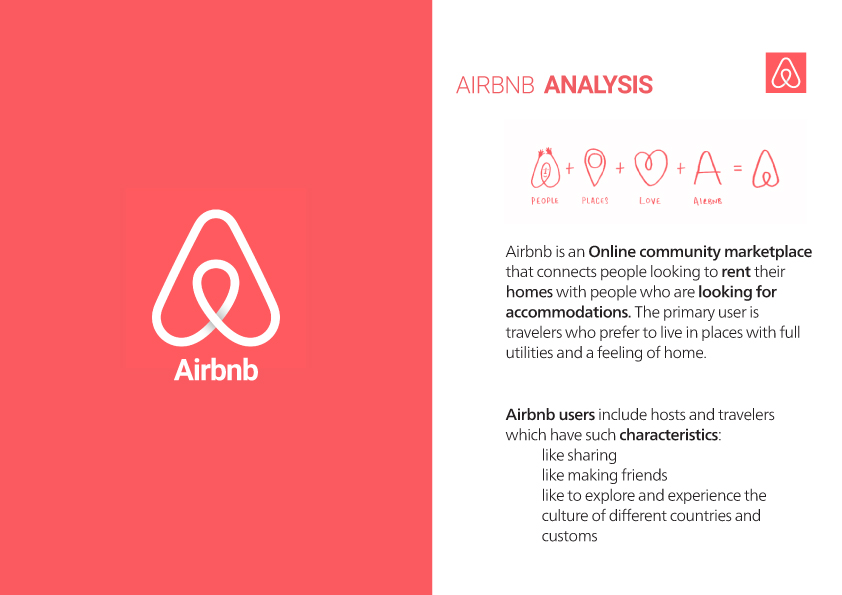 Airbnb
AIRBNB ANALYSIS
+ + + =
PEOPLE PLACES LOVE AIRBNB
Airbnb is an Online community marketplace
that connects people looking to rent their
homes with people who are looking for
accommodations. The primary user is
travelers who prefer to live in places with full
utilities and a feeling of home.
Airbnb users include hosts and travelers
which have such characteristics:
like sharing
like making friends
like to explore and experience the
culture of different countries and
customs